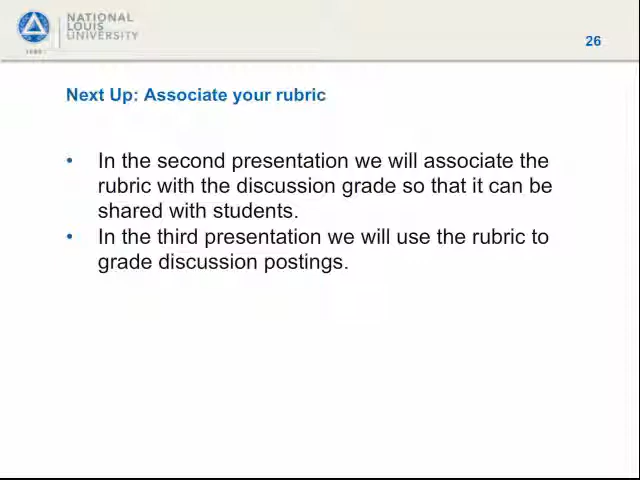 NATIONAL
LOUIS
UNIVERSITY
26
Next Up: Associate your rubric
• In the second presentation we will associate the
rubric with the discussion grade so that it can be
shared with students.
• In the third presentation we will use the rubric to
grade discussion postings.